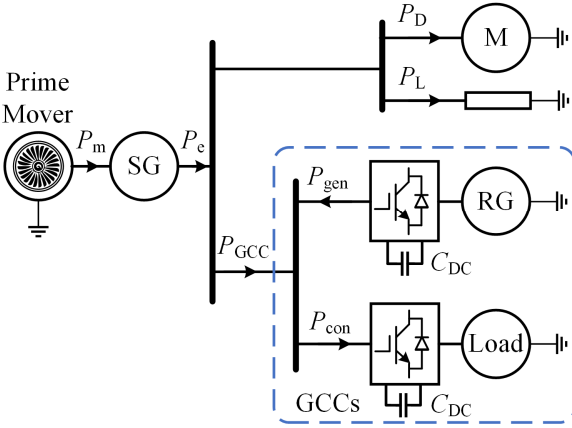 P_D
M
P_L
Prime
Mover
P_m
SG
P_e
P_gen
RG
P_GCC
C_DC
P_con
Load
GCCs
C_DC